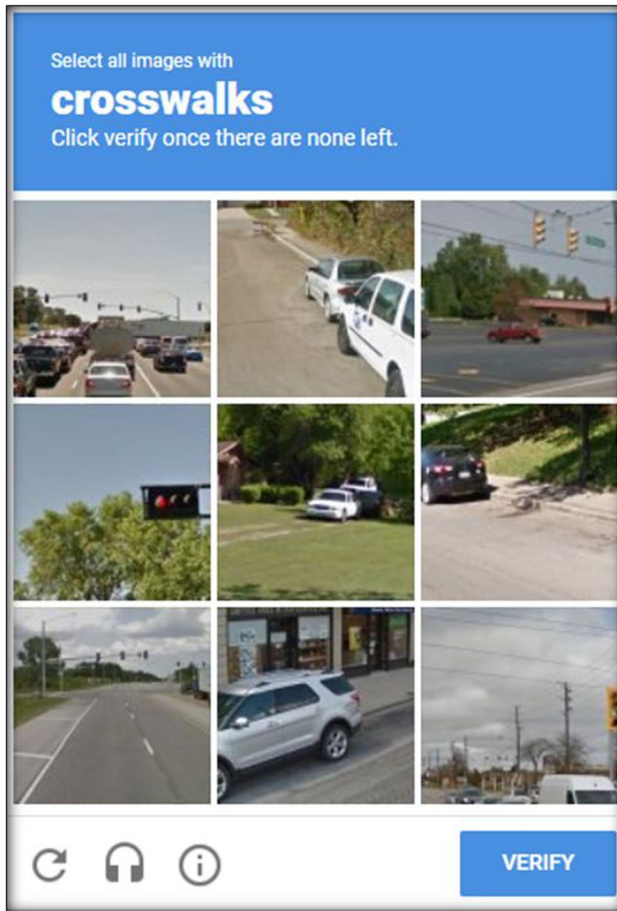 Select all images with
crosswalks
Click verify once there are none left.
VERIFY